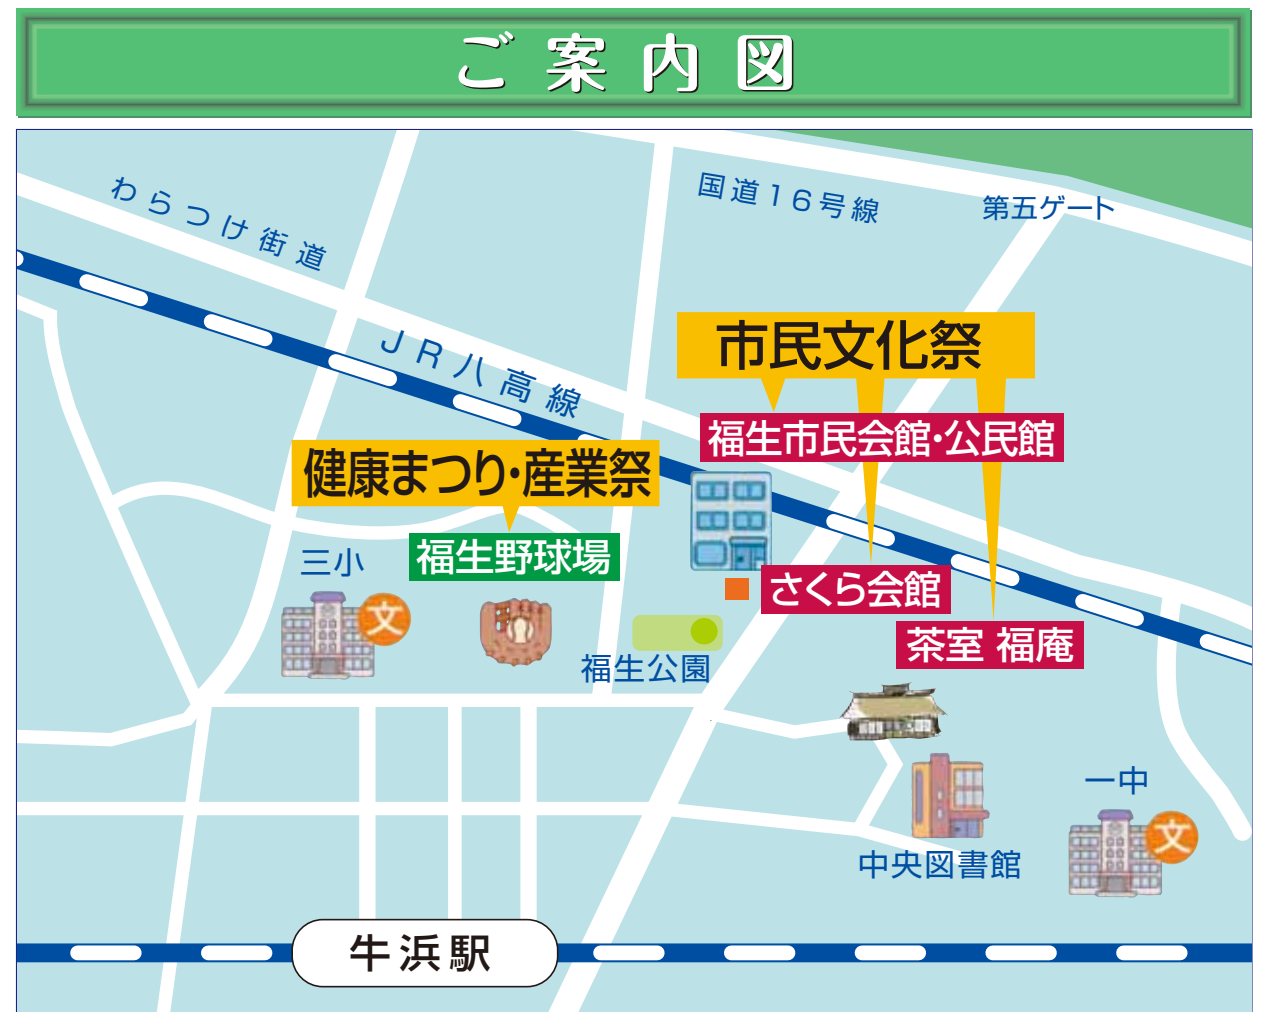 ご案内図
わらつけ街道
国道16号線
第五ゲート
JR八高線
市民文化祭
福生市民会館・公民館
健康まつり・産業祭
福生野球場
三小
文
さくら会館
茶室 福庵
福生公園
一中
文
中央図書館
牛浜駅